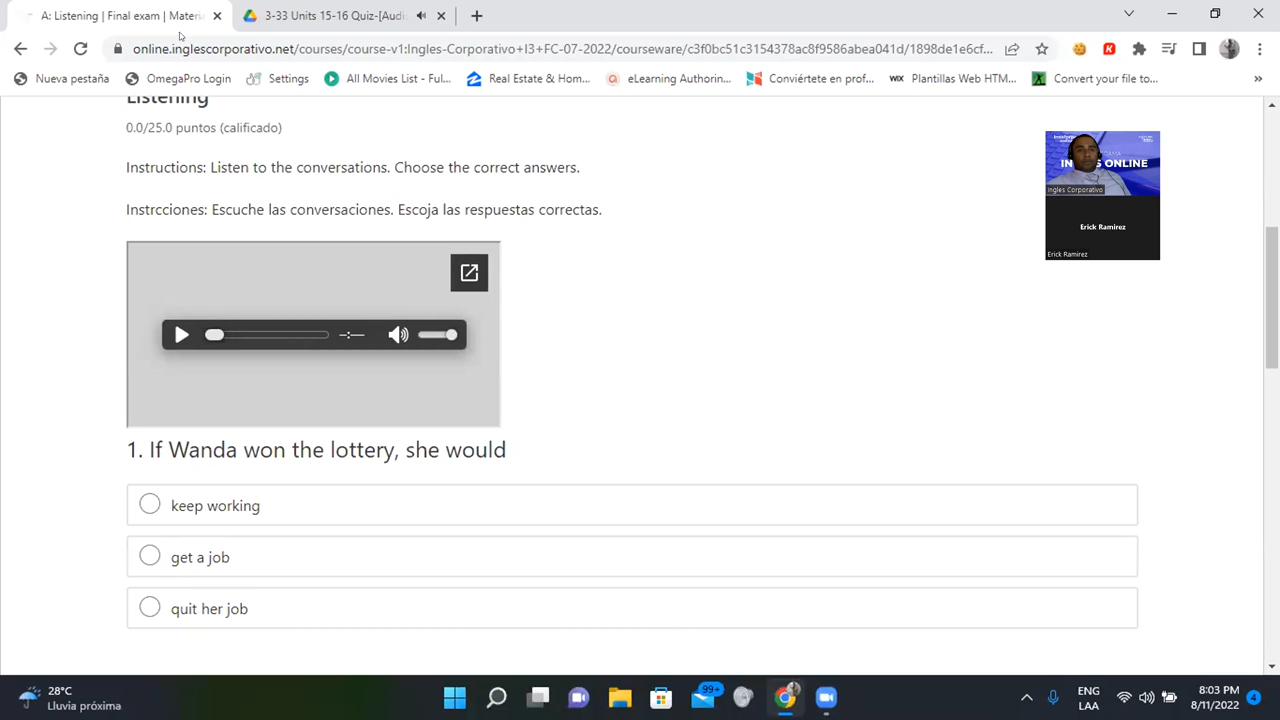 A: Listening | Final exam | Materia
3-33 Units 15-16 Quiz-[Audi
online.inglescorporativo.net/courses/course-v1:Ingles-Corporativo+I3+FC-07-2022/courseware/c3f0bc51c3154378ac8f9586abea041d/1898de1e6cf...
Nueva pestaña
OmegaPro Login
Settings
All Movies List - Ful...
Real Estate & Hom...
eLearning Authorin...
Conviértete en prof...
WIX Plantillas Web HTM...
Convert your file to...
»
Listening
0.0/25.0 puntos (calificado)
Instructions: Listen to the conversations. Choose the correct answers.
Instrcciones: Escuche las conversaciones. Escoja las respuestas correctas.
-:--
1. If Wanda won the lottery, she would
keep working
get a job
quit her job
Ingles Corporativo
Erick Ramirez
Erick Ramirez
28°C
Lluvia próxima
99+
ENG
LAA
8:03 PM
8/11/2022
4